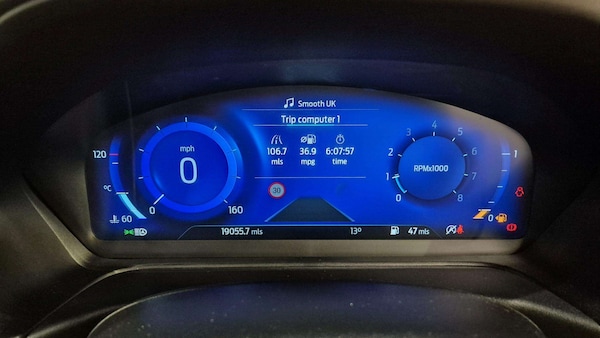 Smooth UK
Trip computer 1
106.7 36.9 6:07:57
mls mpg time
mph
0
0 160
30
120
°C
60
RPMx1000
0 1 2 3 4 5 6 7 8
1
0
19055.7 mls 13° 47 mls